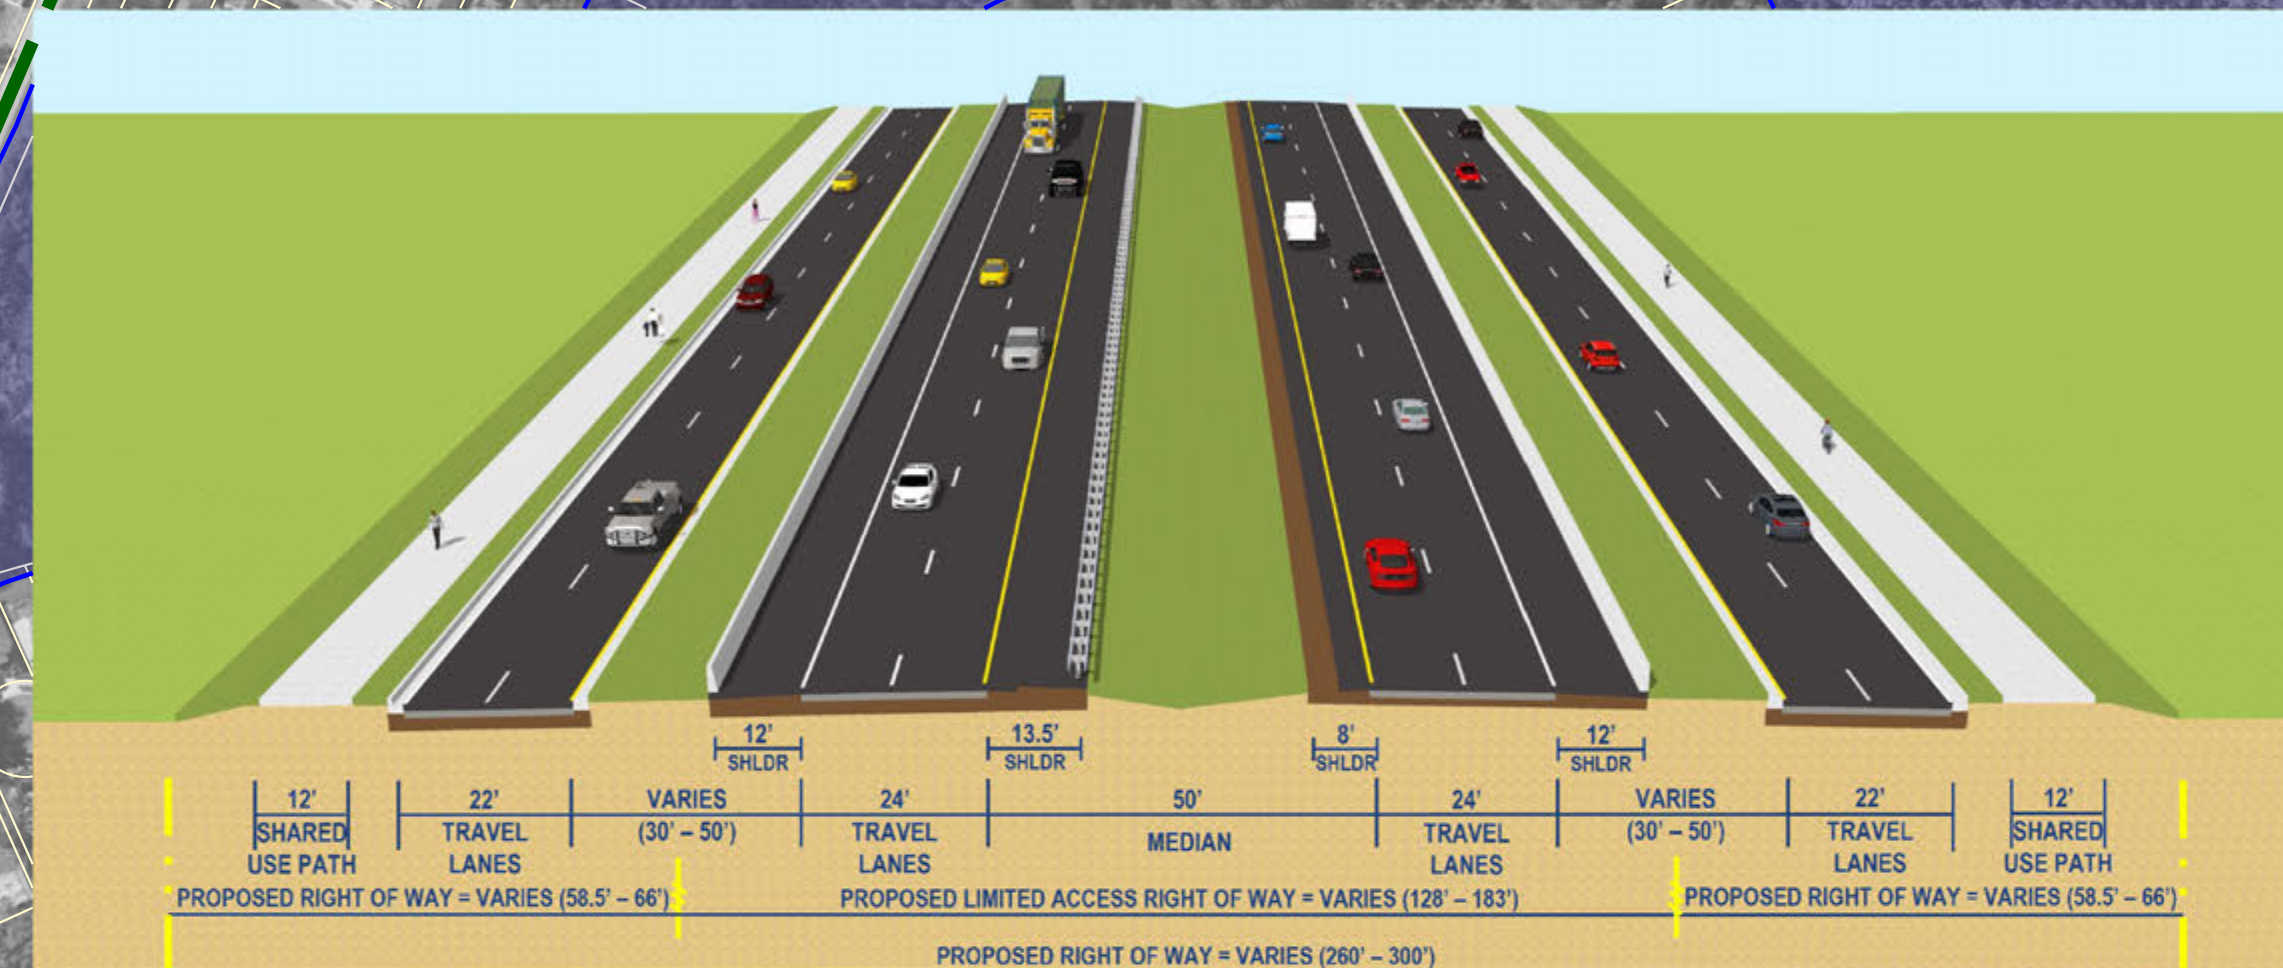 12’ 13.5’ 8’ 12’
SHLDR SHLDR SHLDR SHLDR
12’ 22’ VARIES 24’ 50’ 24’ VARIES 22’ 12’
SHARED TRAVEL (30’ – 50’) TRAVEL MEDIAN TRAVEL (30’ – 50’) TRAVEL SHARED
USE PATH LANES LANES LANES LANES USE PATH
PROPOSED RIGHT OF WAY = VARIES (58.5’ – 66’) PROPOSED LIMITED ACCESS RIGHT OF WAY = VARIES (128’ – 183’) PROPOSED RIGHT OF WAY = VARIES (58.5’ – 66’)
PROPOSED RIGHT OF WAY = VARIES (260’ – 300’)